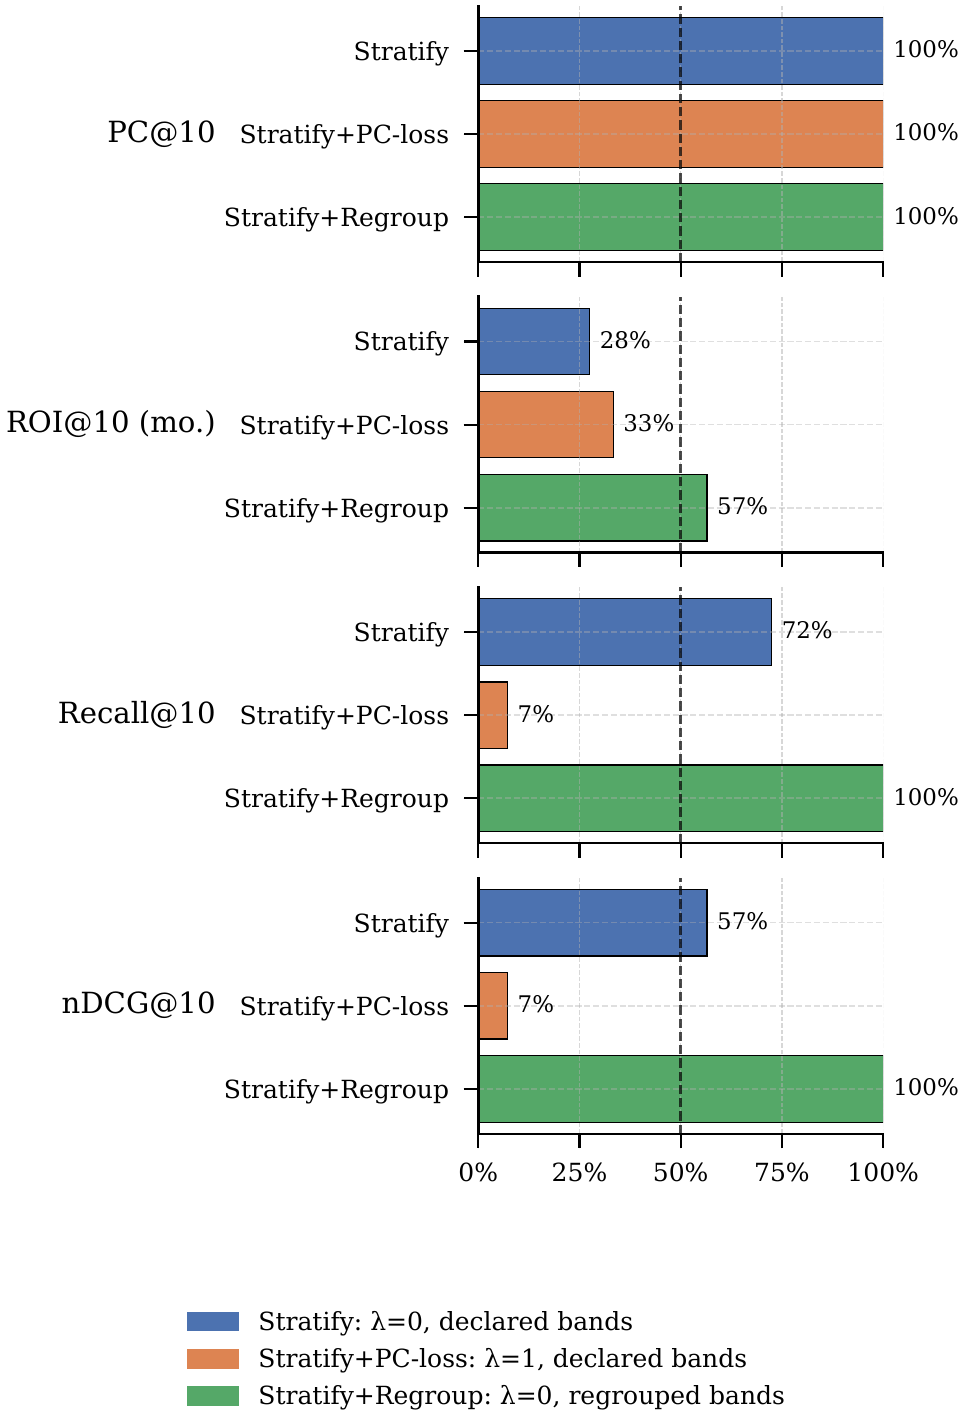 Stratify 100%
PC@10 Stratify+PC-loss 100%
Stratify+Regroup 100%
Stratify 28%
ROI@10 (mo.) Stratify+PC-loss 33%
Stratify+Regroup 57%
Stratify 72%
Recall@10 Stratify+PC-loss 7%
Stratify+Regroup 100%
Stratify 57%
nDCG@10 Stratify+PC-loss 7%
Stratify+Regroup 100%
0% 25% 50% 75% 100%
Stratify: λ=0, declared bands
Stratify+PC-loss: λ=1, declared bands
Stratify+Regroup: λ=0, regrouped bands